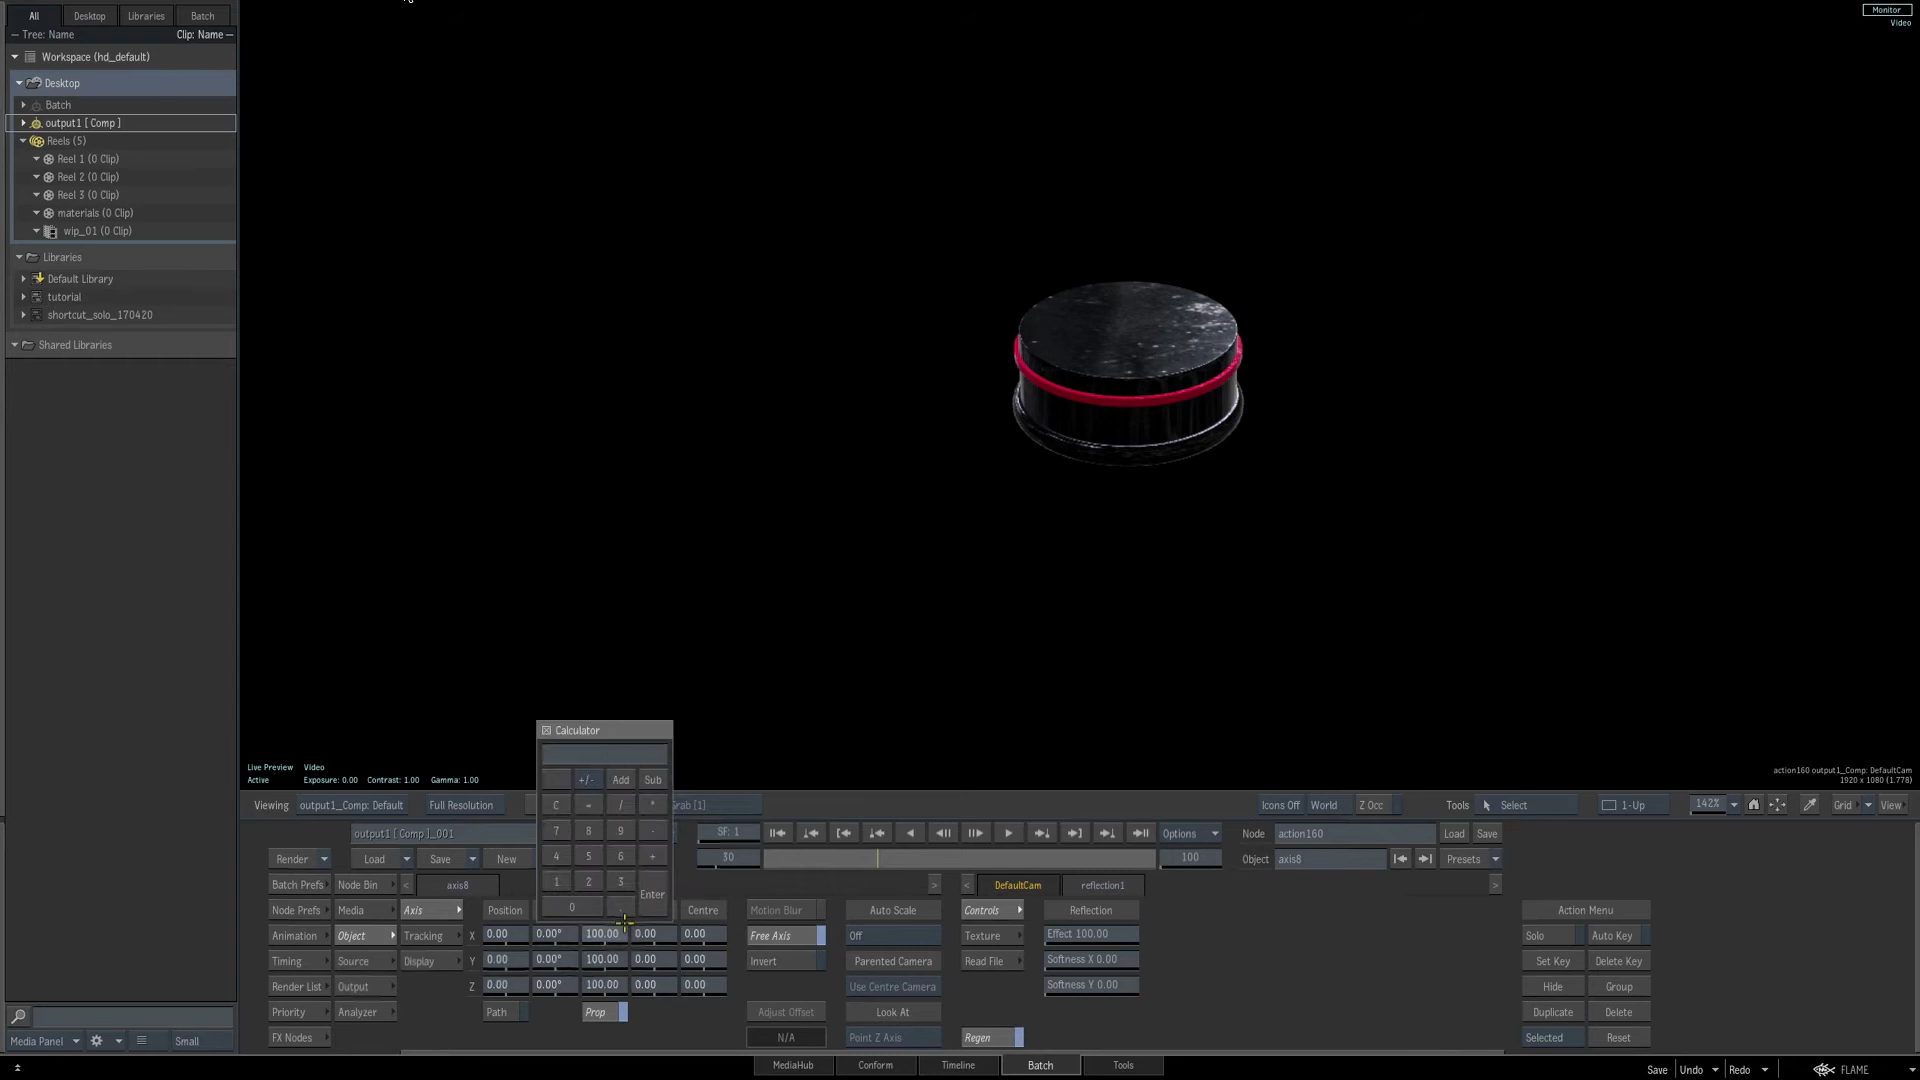 All Desktop Libraries Batch
Tree: Name Clip: Name
Workspace (hd_default)
Desktop
Batch
output1 [ Comp ]
Reels (5)
Reel 1 (0 Clip)
Reel 2 (0 Clip)
Reel 3 (0 Clip)
materials (0 Clip)
wip_01 (0 Clip)
Libraries
Default Library
tutorial
shortcut_solo_170420
Shared Libraries
Monitor
Video
Calculator
+/- Add Sub
C = / *
7 8 9 -
4 5 6 +
1 2 3 Enter
0 .
Live Preview Video
Active Exposure: 0.00 Contrast: 1.00 Gamma: 1.00
action160 output1_Comp: DefaultCam
1920 x 1080 (1.778)
Viewing output1_Comp: Default Full Resolution Grab [1] Icons Off World Z Occ Tools Select 1-Up 142% Grid View
output1 [ Comp ]_001 SF: 1 Options Node action160 Load Save
Render Load Save New 30 100 Object axis8 Presets
Batch Prefs Node Bin < axis8 > < DefaultCam reflection1 >
Node Prefs Media Axis Position Centre Motion Blur Auto Scale Controls Reflection Action Menu
Animation Object Tracking X 0.00 0.00° 100.00 0.00 0.00 Free Axis Off Texture Effect 100.00 Solo Auto Key
Timing Source Display Y 0.00 0.00° 100.00 0.00 0.00 Invert Parented Camera Read File Softness X 0.00 Set Key Delete Key
Render List Output Z 0.00 0.00° 100.00 0.00 0.00 Use Centre Camera Softness Y 0.00 Hide Group
Priority Analyzer Path Prop Adjust Offset Look At Duplicate Delete
FX Nodes N/A Point Z Axis Regen Selected Reset
Media Panel Small
MediaHub Conform Timeline Batch Tools
Save Undo Redo FLAME